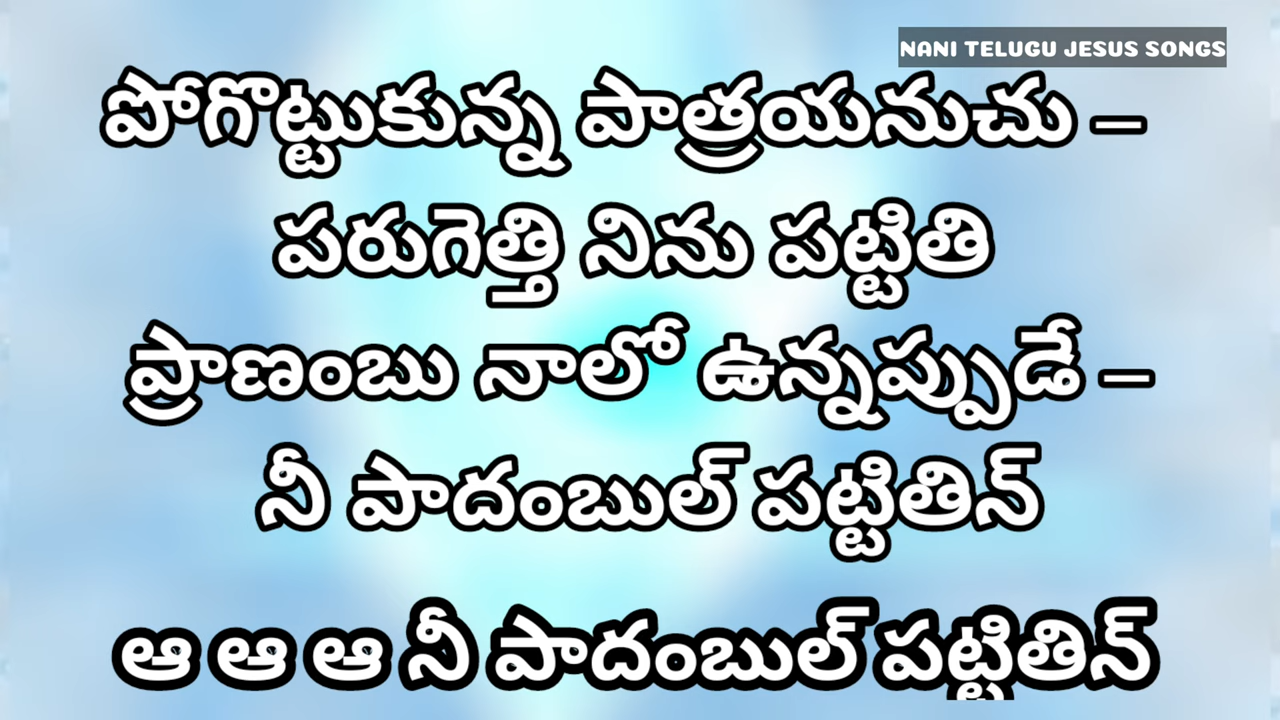 NANI TELUGU JESUS SONGS
పోగొట్టుకున్న పాత్రయనుచు –
పరుగెత్తి నిను పట్టితి
ప్రాణంబు నాలో ఉన్నప్పుడే –
నీ పాదంబుల్ పట్టితిన్
ఆ ఆ ఆ నీ పాదంబుల్ పట్టితిన్